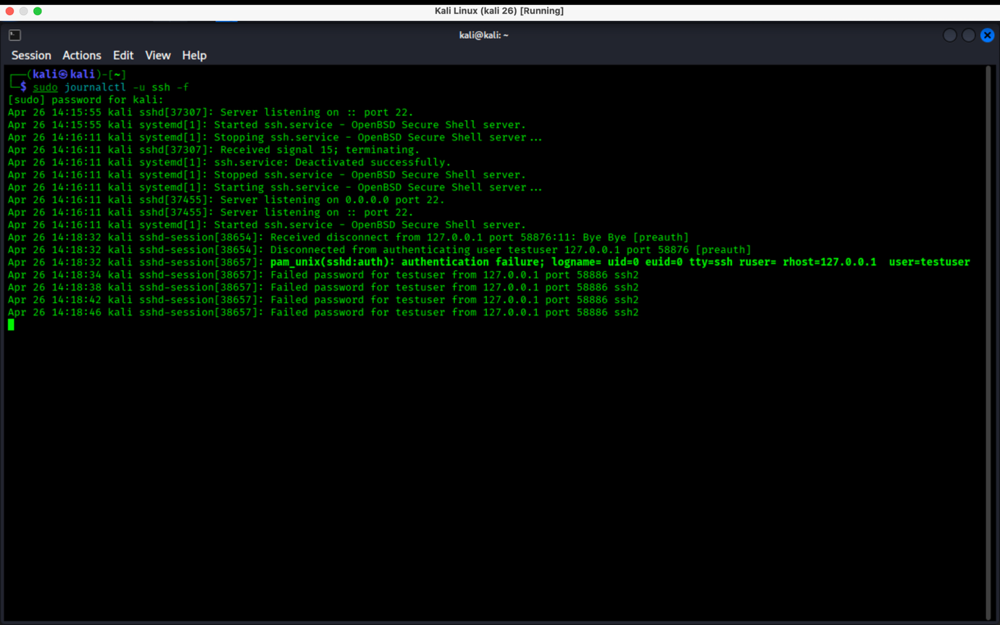 Kali Linux (kali 26) [Running]
kali@kali: ~
Session Actions Edit View Help
┌──(kali㉿kali)-[~]
└─$ sudo journalctl -u ssh -f
[sudo] password for kali:
Apr 26 14:15:55 kali sshd[37307]: Server listening on :: port 22.
Apr 26 14:15:55 kali systemd[1]: Started ssh.service - OpenBSD Secure Shell server.
Apr 26 14:16:11 kali systemd[1]: Stopping ssh.service - OpenBSD Secure Shell server...
Apr 26 14:16:11 kali sshd[37307]: Received signal 15; terminating.
Apr 26 14:16:11 kali systemd[1]: ssh.service: Deactivated successfully.
Apr 26 14:16:11 kali systemd[1]: Stopped ssh.service - OpenBSD Secure Shell server.
Apr 26 14:16:11 kali systemd[1]: Starting ssh.service - OpenBSD Secure Shell server...
Apr 26 14:16:11 kali sshd[37455]: Server listening on 0.0.0.0 port 22.
Apr 26 14:16:11 kali sshd[37455]: Server listening on :: port 22.
Apr 26 14:16:11 kali systemd[1]: Started ssh.service - OpenBSD Secure Shell server.
Apr 26 14:18:32 kali sshd-session[38654]: Received disconnect from 127.0.0.1 port 58876:11: Bye Bye [preauth]
Apr 26 14:18:32 kali sshd-session[38654]: Disconnected from authenticating user testuser 127.0.0.1 port 58876 [preauth]
Apr 26 14:18:32 kali sshd-session[38657]: pam_unix(sshd:auth): authentication failure; logname= uid=0 euid=0 tty=ssh ruser= rhost=127.0.0.1  user=testuser
Apr 26 14:18:34 kali sshd-session[38657]: Failed password for testuser from 127.0.0.1 port 58886 ssh2
Apr 26 14:18:38 kali sshd-session[38657]: Failed password for testuser from 127.0.0.1 port 58886 ssh2
Apr 26 14:18:42 kali sshd-session[38657]: Failed password for testuser from 127.0.0.1 port 58886 ssh2
Apr 26 14:18:46 kali sshd-session[38657]: Failed password for testuser from 127.0.0.1 port 58886 ssh2